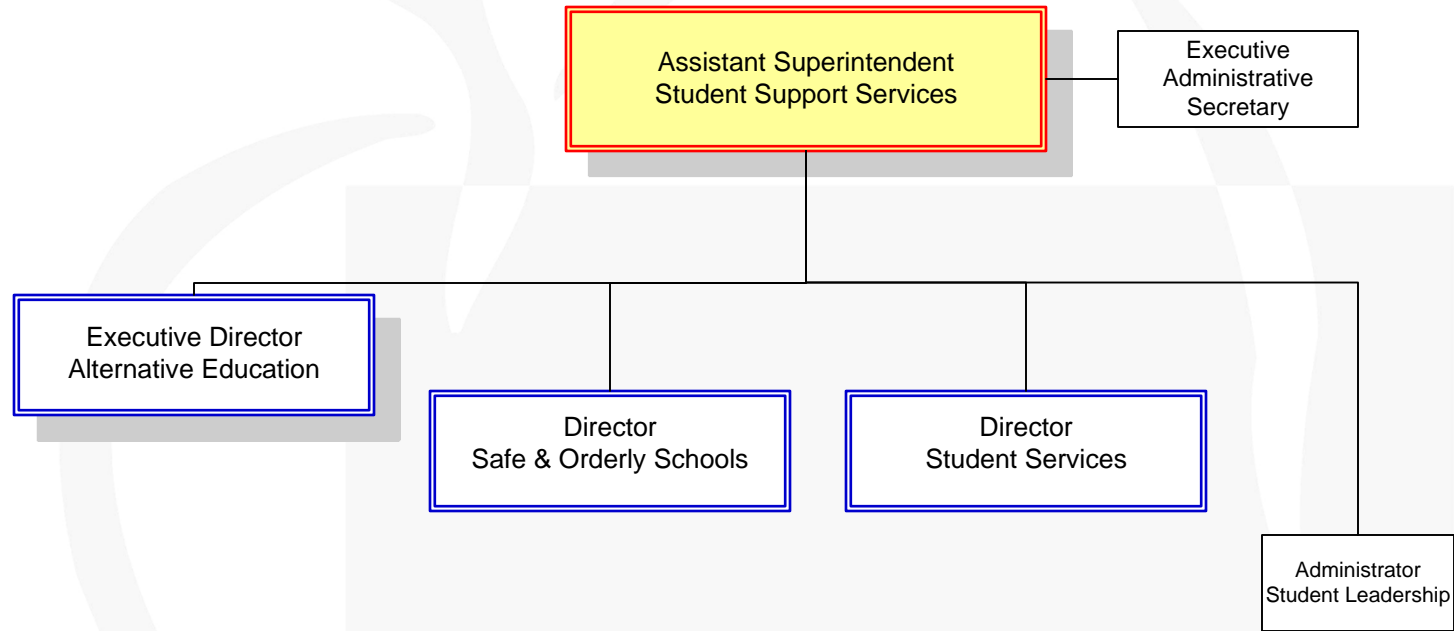 Assistant Superintendent
Student Support Services
Executive
Administrative
Secretary
Executive Director
Alternative Education
Director
Safe & Orderly Schools
Director
Student Services
Administrator
Student Leadership